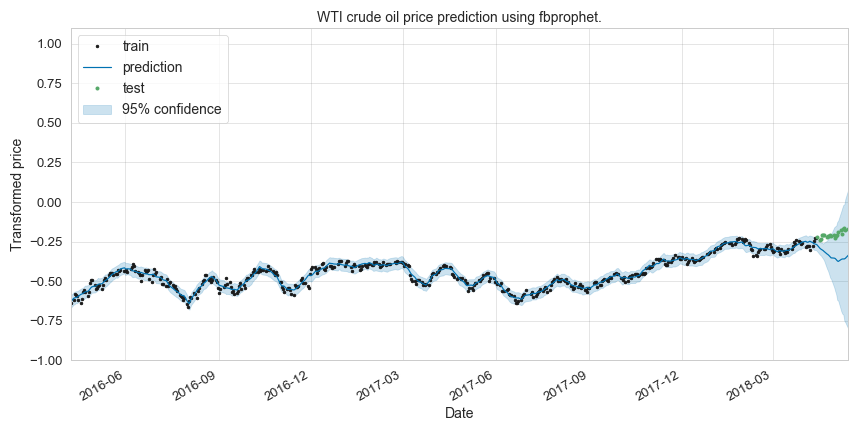 WTI crude oil price prediction using fbprophet.
train
prediction
test
95% confidence
Transformed price
1.00
0.75
0.50
0.25
0.00
−0.25
−0.50
−0.75
−1.00
2016-06
2016-09
2016-12
2017-03
2017-06
2017-09
2017-12
2018-03
Date